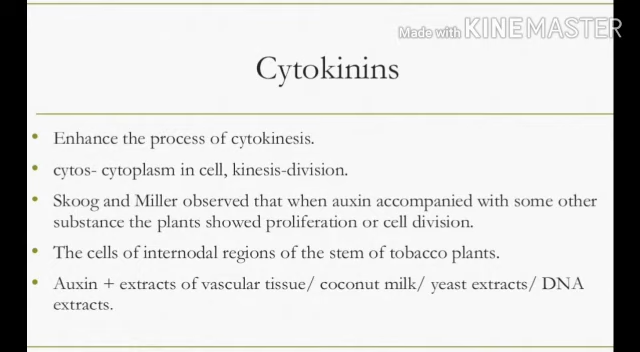 Made with KINEMASTER
Cytokinins
• Enhance the process of cytokinesis.
• cytos- cytoplasm in cell, kinesis-division.
• Skoog and Miller observed that when auxin accompanied with some other
substance the plants showed proliferation or cell division.
• The cells of internodal regions of the stem of tobacco plants.
• Auxin + extracts of vascular tissue/ coconut milk/ yeast extracts/ DNA
extracts.